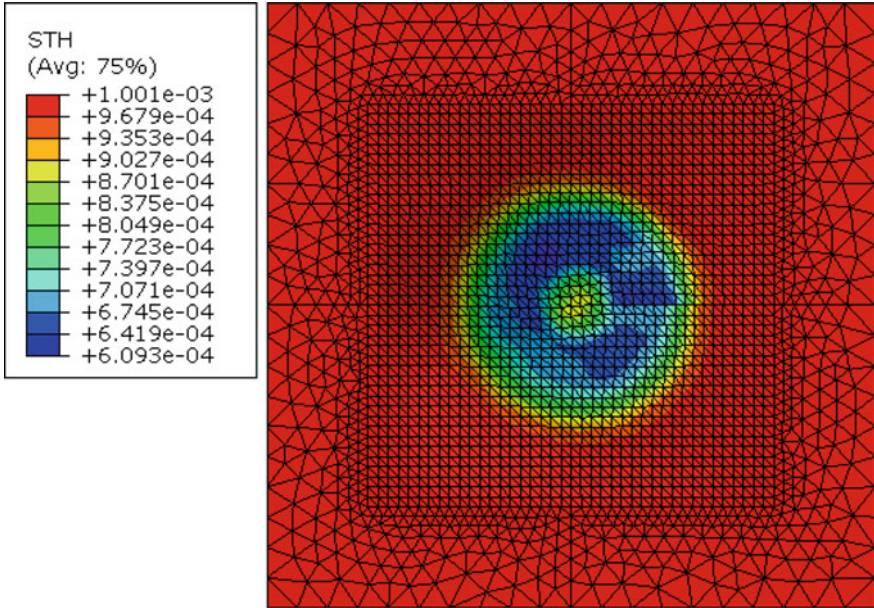 STH
(Avg: 75%)
+1.001e-03
+9.679e-04
+9.353e-04
+9.027e-04
+8.701e-04
+8.375e-04
+8.049e-04
+7.723e-04
+7.397e-04
+7.071e-04
+6.745e-04
+6.419e-04
+6.093e-04